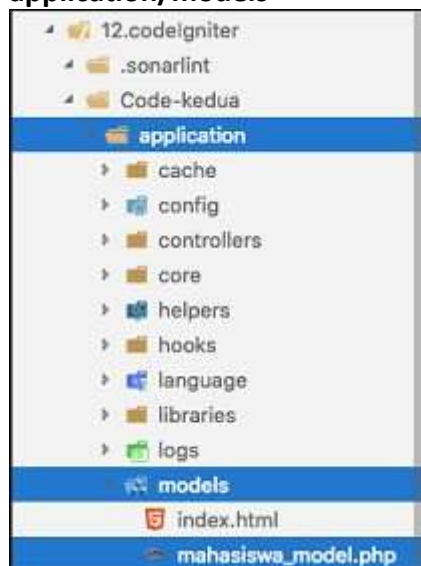 application/models
12.codeIgniter
.sonarlint
Code-kedua
application
cache
config
controllers
core
helpers
hooks
language
libraries
logs
models
index.html
mahasiswa_model.php